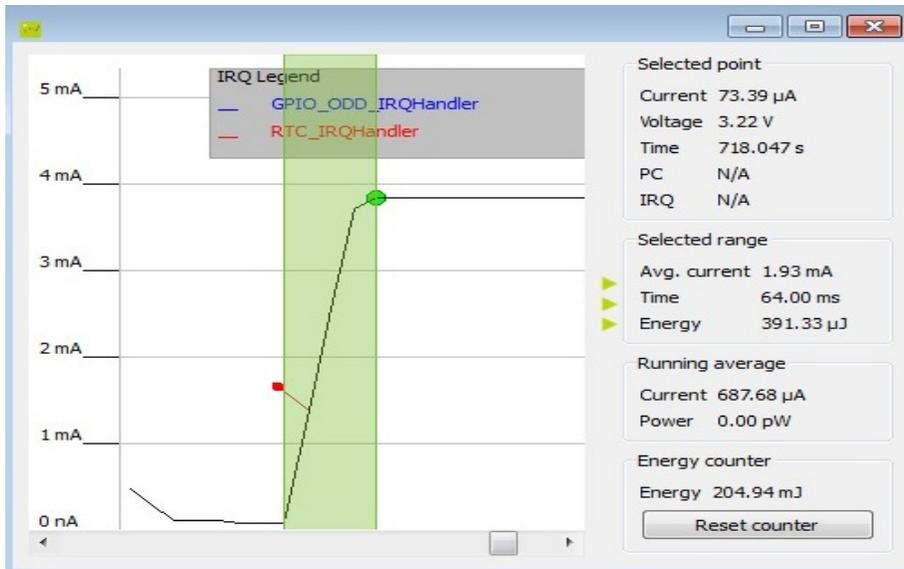 5 mA
4 mA
3 mA
2 mA
1 mA
0 nA
IRQ Legend
GPIO_ODD_IRQHandler
RTC_IRQHandler
Selected point
Current 73.39 µA
Voltage 3.22 V
Time 718.047 s
PC N/A
IRQ N/A
Selected range
Avg. current 1.93 mA
Time 64.00 ms
Energy 391.33 µJ
Running average
Current 687.68 µA
Power 0.00 pW
Energy counter
Energy 204.94 mJ
Reset counter